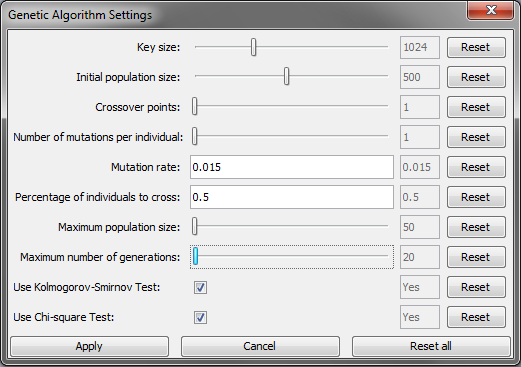 Genetic Algorithm Settings
Key size: 1024 Reset
Initial population size: 500 Reset
Crossover points: 1 Reset
Number of mutations per individual: 1 Reset
Mutation rate: 0.015 0.015 Reset
Percentage of individuals to cross: 0.5 0.5 Reset
Maximum population size: 50 Reset
Maximum number of generations: 20 Reset
Use Kolmogorov-Smirnov Test: Yes Reset
Use Chi-square Test: Yes Reset
Apply Cancel Reset all